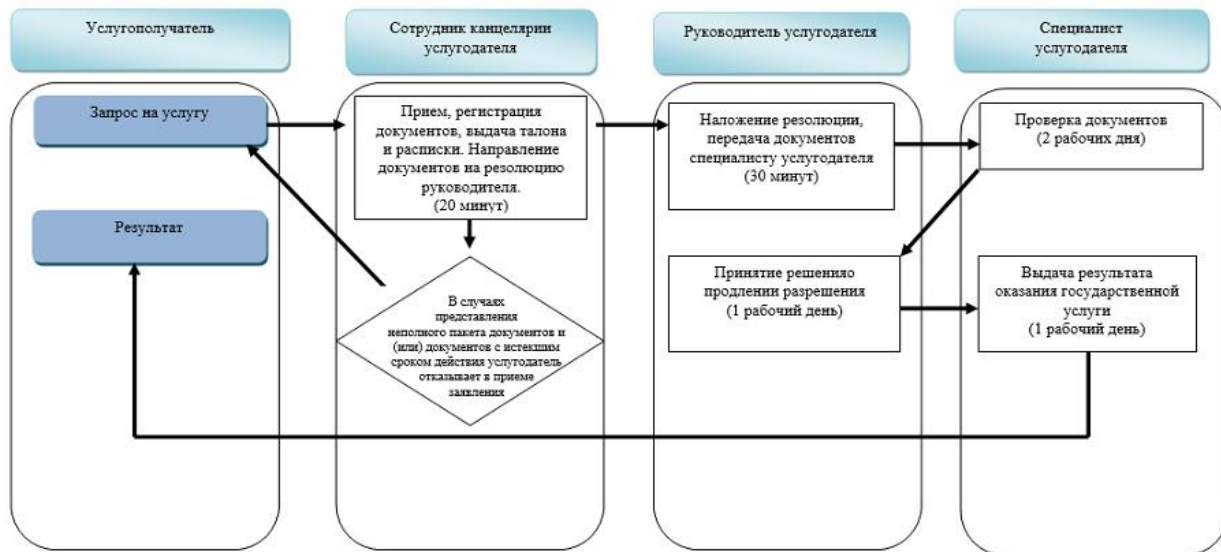 Услугополучатель
Сотрудник канцелярии
услугодателя
Руководитель услугодателя
Специалист
услугодателя
Запрос на услугу
Прием, регистрация
документов, выдача талона
и расписки. Направление
документов на резолюцию
руководителя.
(20 минут)
Наложение резолюции,
передача документов
специалисту услугодателя
(30 минут)
Проверка документов
(2 рабочих дня)
Результат
В случаях
представления
неполного пакета документов и
(или) документов с истекшим
сроком действия услугодатель
отказывает в приеме
заявления
Принятие решенияо
продлении разрешения
(1 рабочий день)
Выдача результата
оказания государственной
услуги
(1 рабочий день)